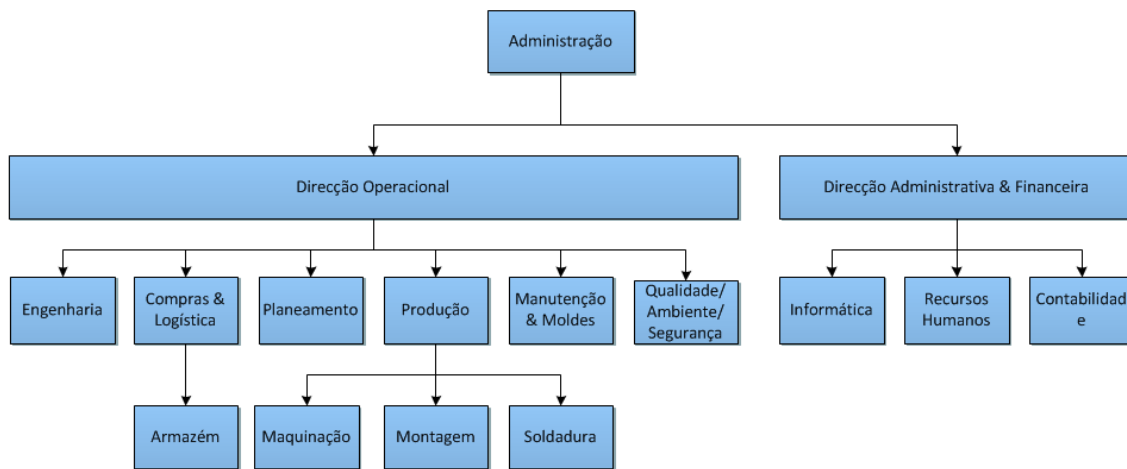 Administração
Direcção Operacional
Direcção Administrativa & Financeira
Engenharia
Compras &
Logística
Planeamento
Produção
Manutenção
& Moldes
Qualidade/
Ambiente/
Segurança
Informática
Recursos
Humanos
Contabilidad
e
Armazém
Maquinação
Montagem
Soldadura